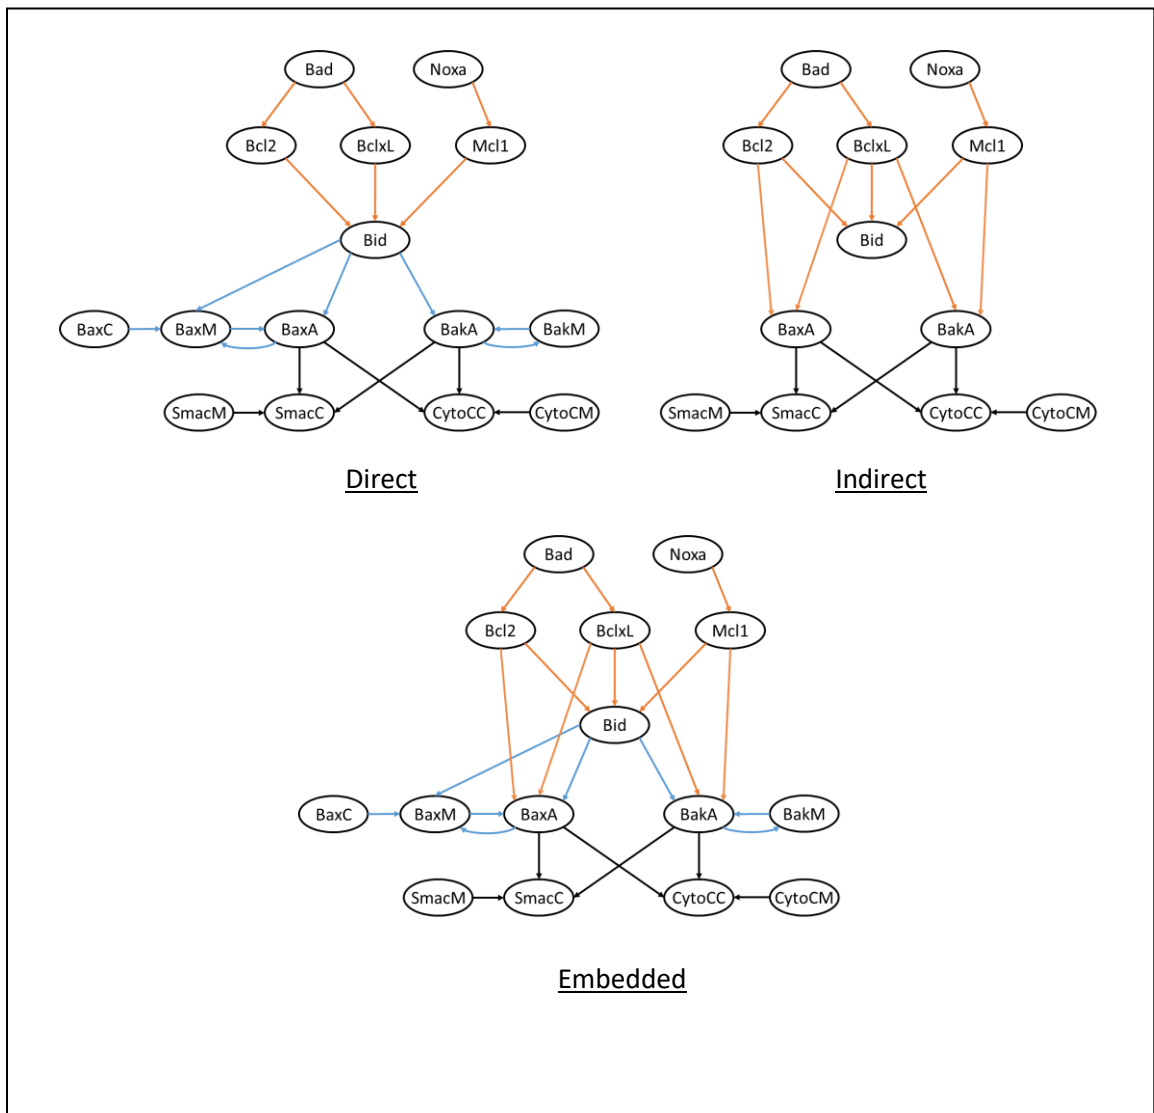 Bad Noxa
Bcl2 BclxL Mcl1
Bid
BaxC BaxM BaxA BakA BakM
SmacM SmacC CytoCC CytoCM
Direct
Bad Noxa
Bcl2 BclxL Mcl1
Bid
BaxA BakA
SmacM SmacC CytoCC CytoCM
Indirect
Bad Noxa
Bcl2 BclxL Mcl1
Bid
BaxC BaxM BaxA BakA BakM
SmacM SmacC CytoCC CytoCM
Embedded